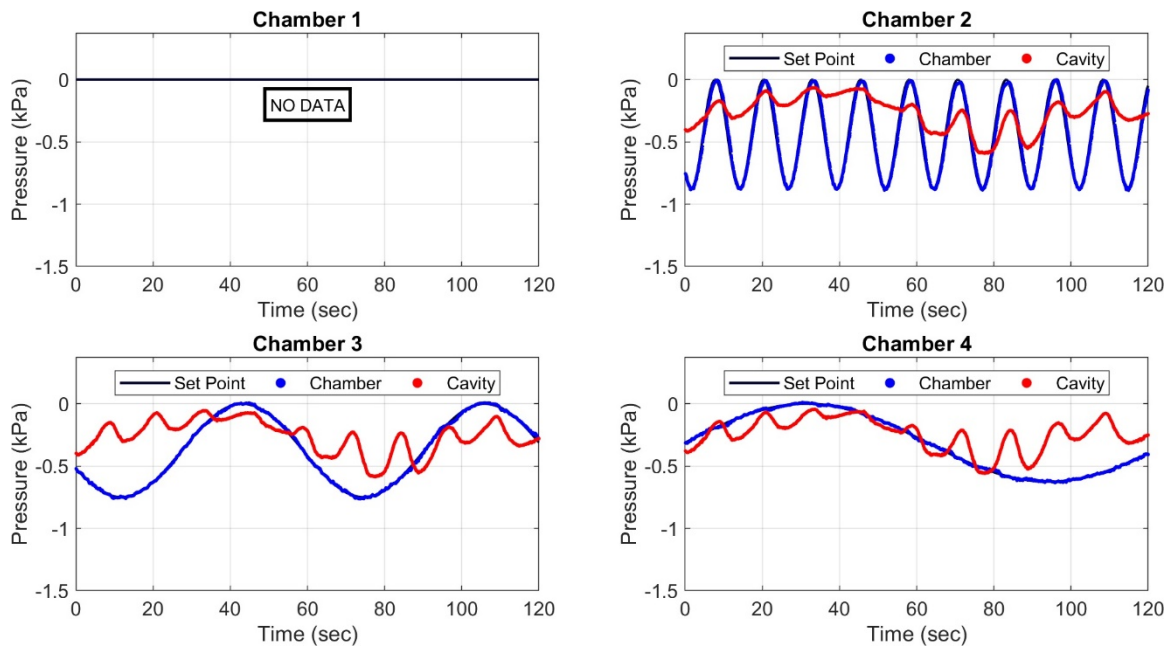 Chamber 1
Pressure (kPa)
0
-0.5
-1
-1.5
NO DATA
0 20 40 60 80 100 120
Time (sec)
Chamber 2
Pressure (kPa)
Set Point Chamber Cavity
0
-0.5
-1
-1.5
0 20 40 60 80 100 120
Time (sec)
Chamber 3
Pressure (kPa)
Set Point Chamber Cavity
0
-0.5
-1
-1.5
0 20 40 60 80 100 120
Time (sec)
Chamber 4
Pressure (kPa)
Set Point Chamber Cavity
0
-0.5
-1
-1.5
0 20 40 60 80 100 120
Time (sec)